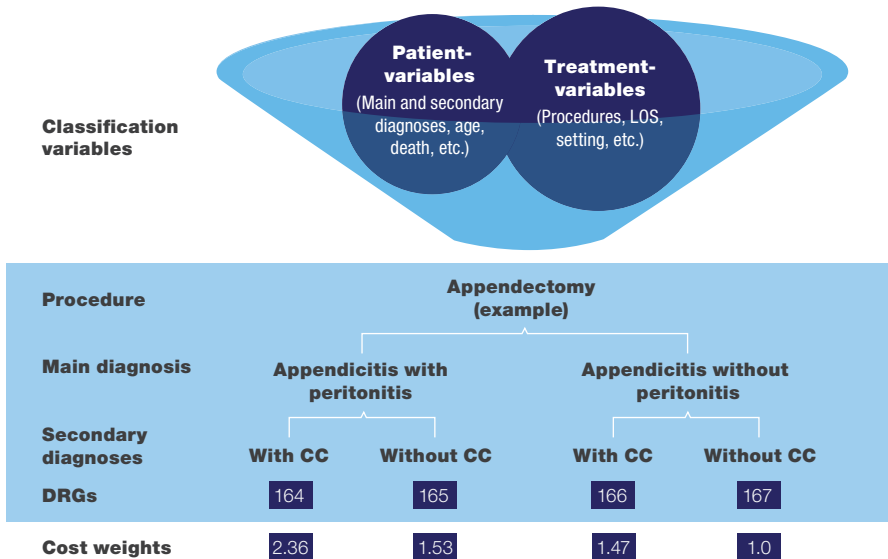 Patient-
variables
(Main and secondary
diagnoses, age,
death, etc.)
Treatment-
variables
(Procedures, LOS,
setting, etc.)
Classification
variables
Procedure
Appendectomy
(example)
Main diagnosis
Appendicitis with
peritonitis
Appendicitis without
peritonitis
Secondary
diagnoses
With CC
Without CC
With CC
Without CC
DRGs
164
165
166
167
Cost weights
2.36
1.53
1.47
1.0